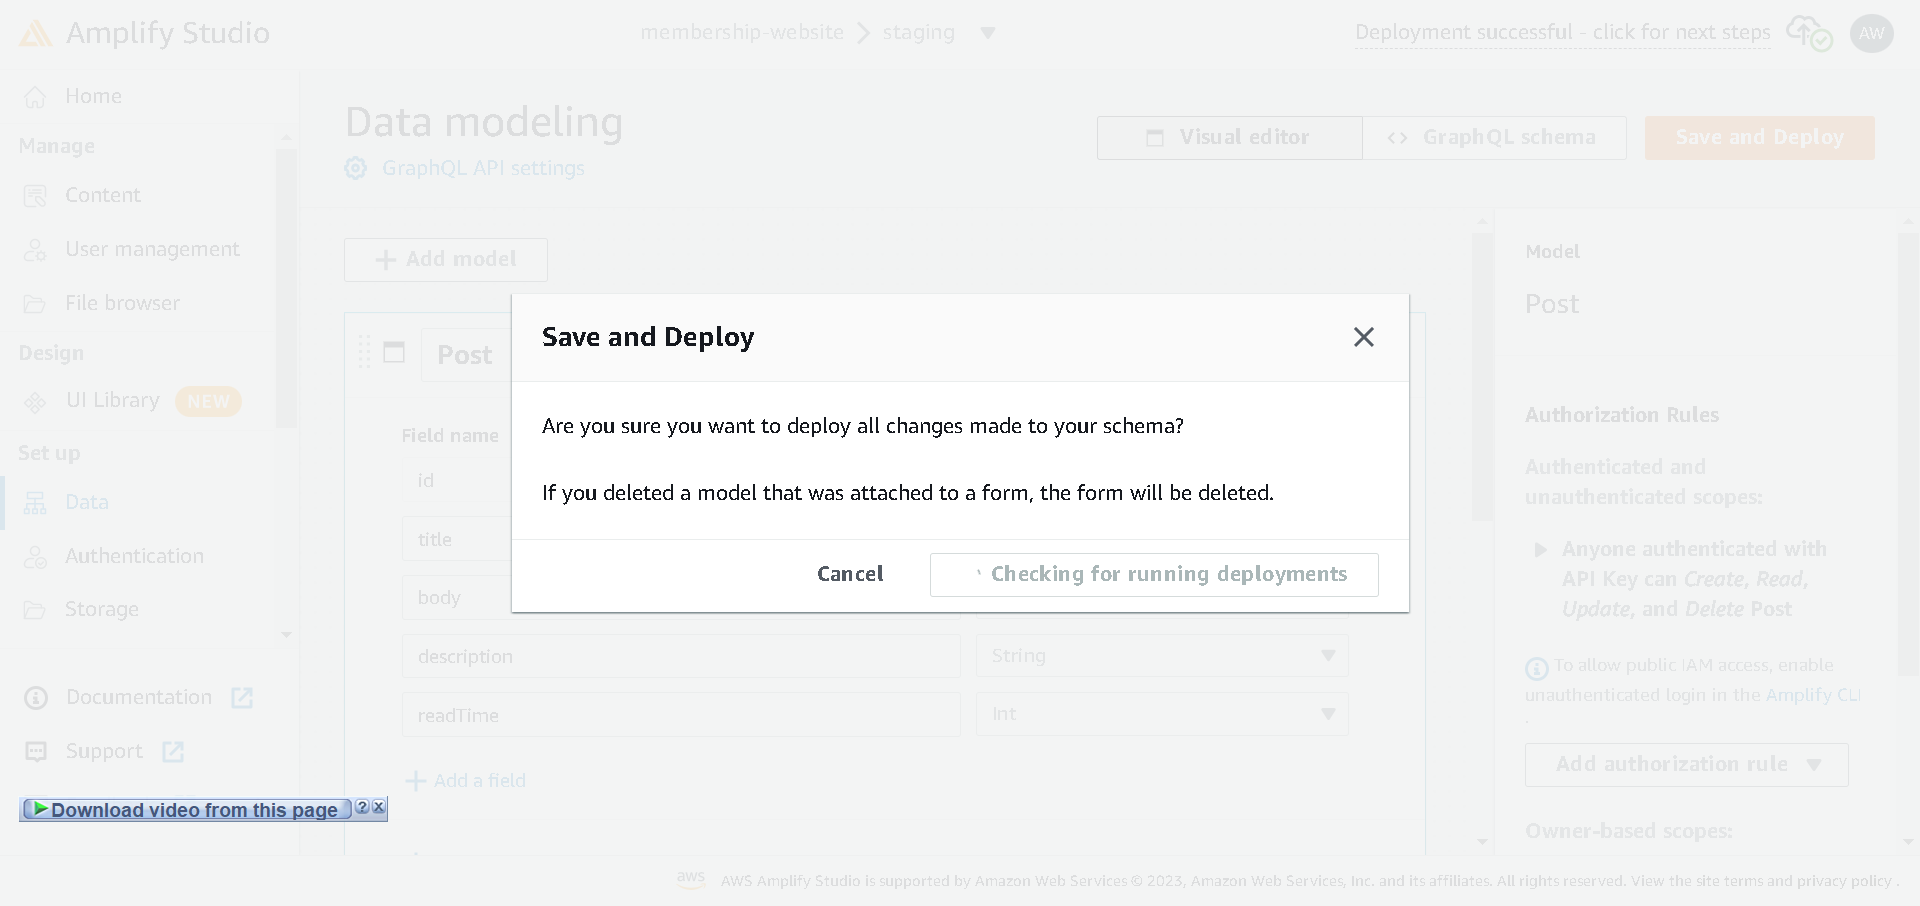 Amplify Studio
membership-website
staging
Deployment successful - click for next steps
AW
Home
Manage
Content
User management
File browser
Design
UI Library
NEW
Set up
Data
Authentication
Storage
Documentation
Support
Download video from this page
? x
Data modeling
GraphQL API settings
Visual editor
<> GraphQL schema
Save and Deploy
+ Add model
Post
Field name
id
title
body
description
String
readTime
Int
+ Add a field
Save and Deploy
Are you sure you want to deploy all changes made to your schema?
If you deleted a model that was attached to a form, the form will be deleted.
Cancel
Checking for running deployments
Model
Post
Authorization Rules
Authenticated and
unauthenticated scopes:
Anyone authenticated with
API Key can Create, Read,
Update, and Delete Post
To allow public IAM access, enable
unauthenticated login in the Amplify CLI
.
Add authorization rule
Owner-based scopes:
aws
AWS Amplify Studio is supported by Amazon Web Services © 2023, Amazon Web Services, Inc. and its affiliates. All rights reserved. View the site terms and privacy policy .